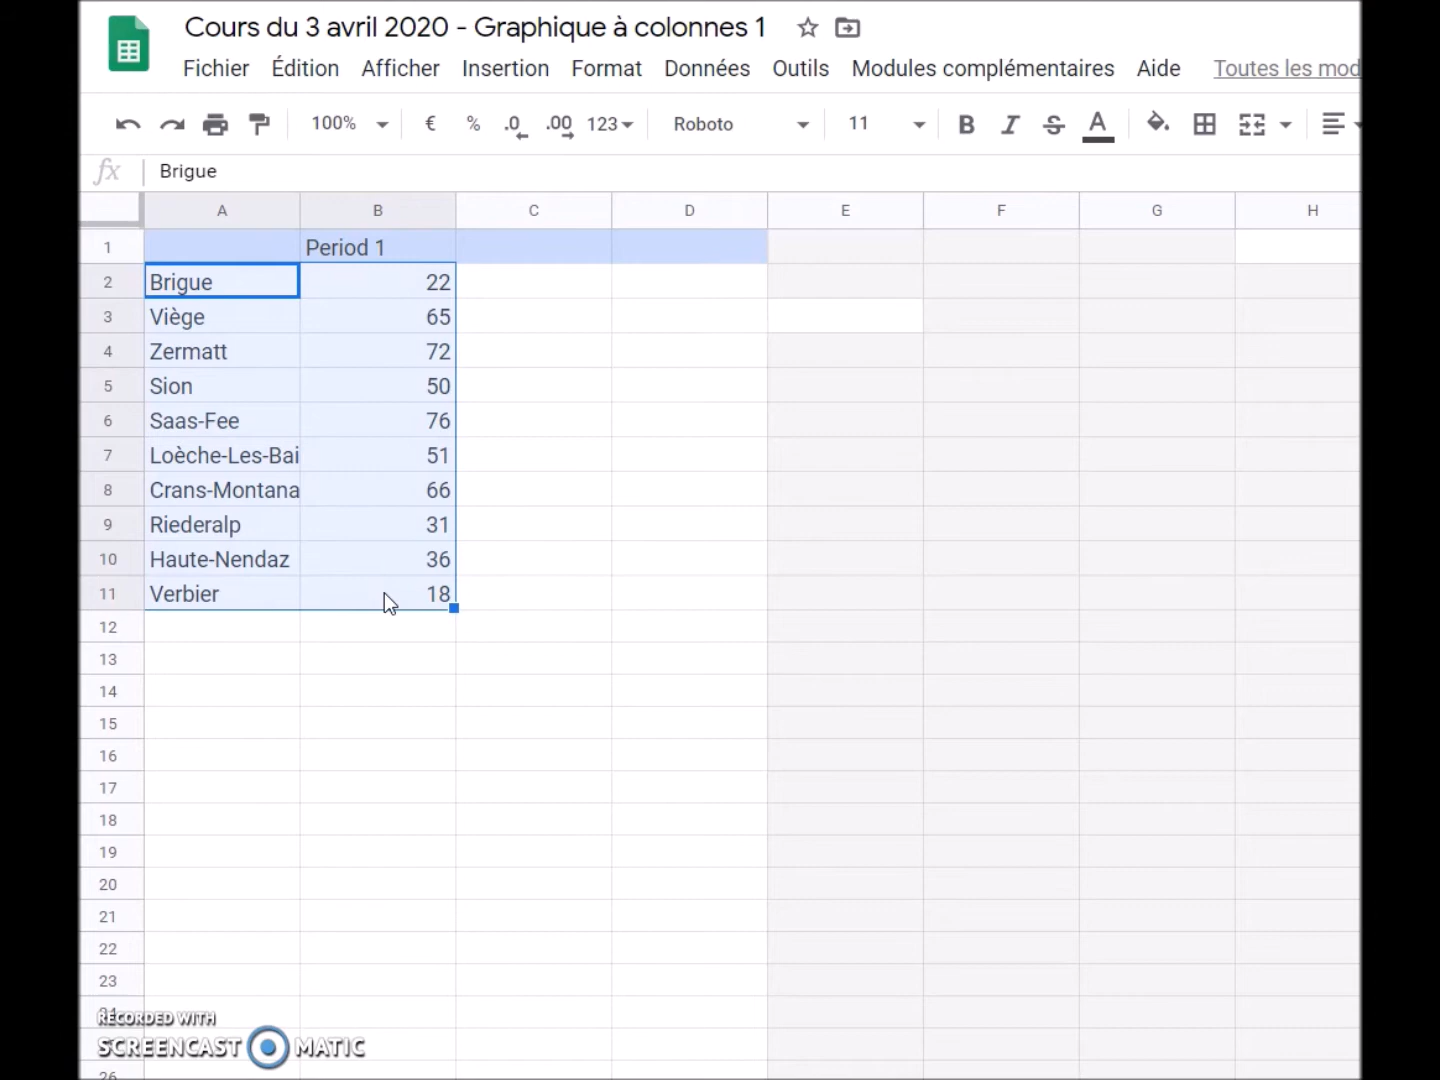 Cours du 3 avril 2020 - Graphique à colonnes 1
Fichier Édition Afficher Insertion Format Données Outils Modules complémentaires Aide Toutes les mod
100% € % .0 .00 123 Roboto 11 B I S A
fx Brigue
A B C D E F G H
1 Period 1
2 Brigue 22
3 Viège 65
4 Zermatt 72
5 Sion 50
6 Saas-Fee 76
7 Loèche-Les-Bai 51
8 Crans-Montana 66
9 Riederalp 31
10 Haute-Nendaz 36
11 Verbier 18
12
13
14
15
16
17
18
19
20
21
22
23
RECORDED WITH
SCREENCAST MATIC
26